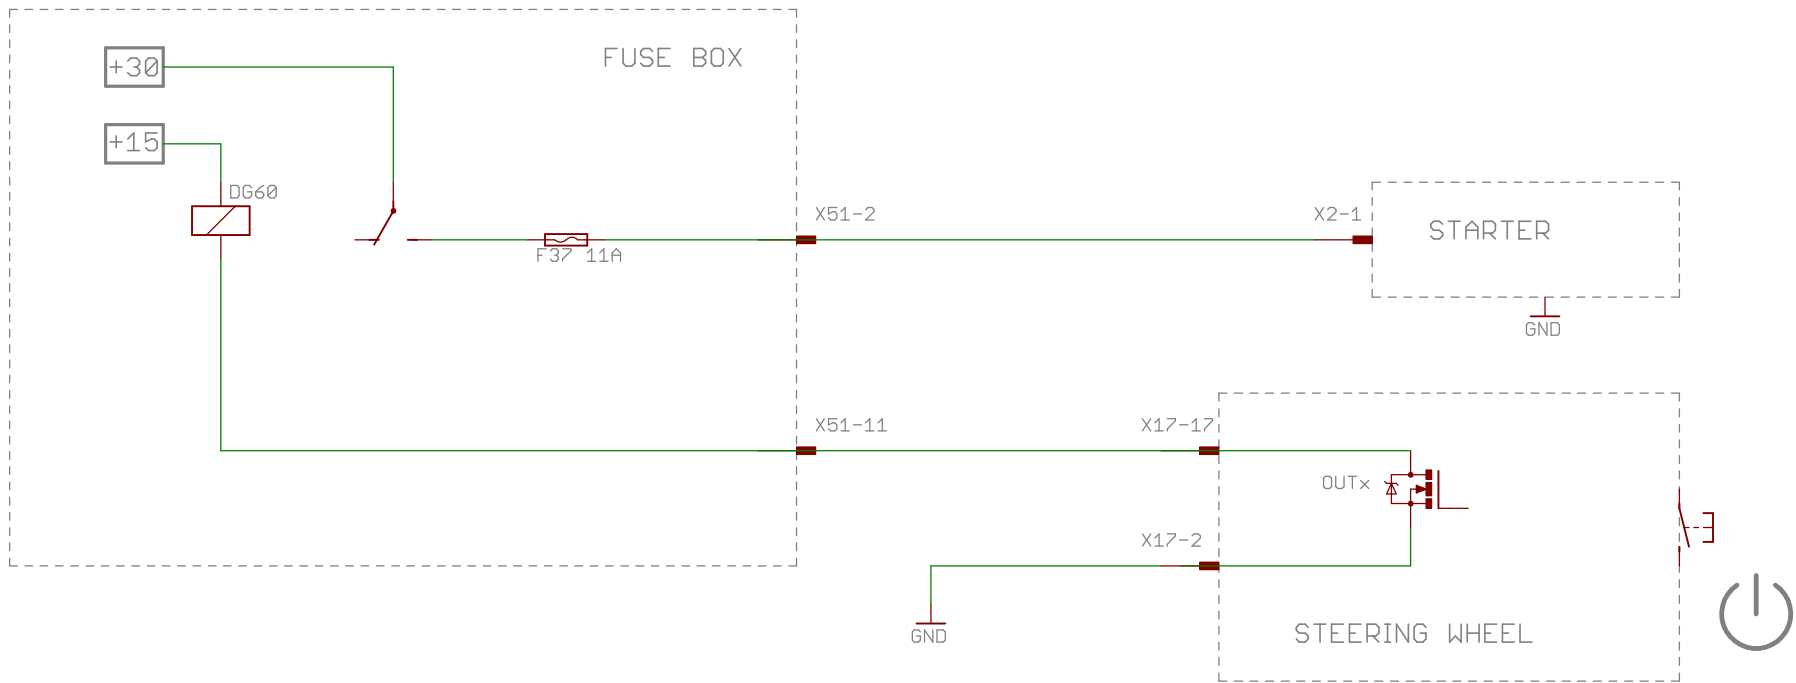 FUSE BOX
+30
+15
DG60
F37 11A
X51-2
X2-1
STARTER
GND
X51-11
X17-17
OUTx
X17-2
GND
STEERING WHEEL